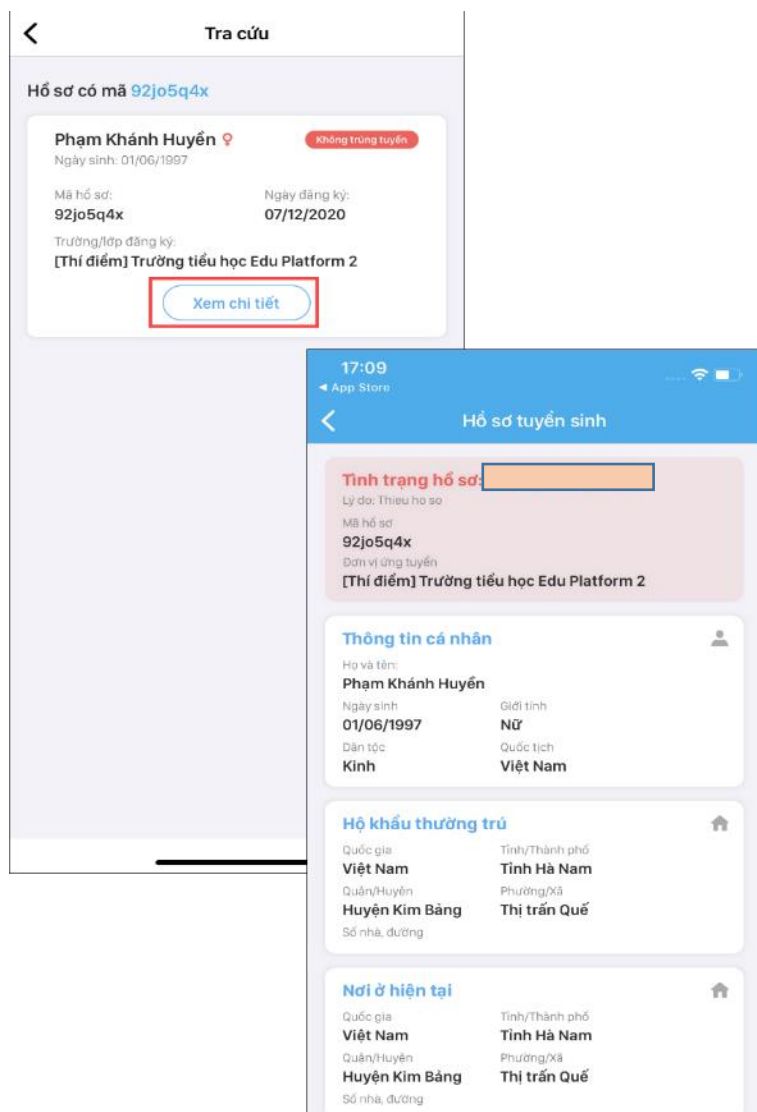 Tra cứu
Hồ sơ có mã 92jo5q4x
Phạm Khánh Huyền
Không trúng tuyển
Ngày sinh: 01/06/1997
Mã hồ sơ: Ngày đăng ký:
92jo5q4x 07/12/2020
Trường/lớp đăng ký:
[Thí điểm] Trường tiểu học Edu Platform 2
Xem chi tiết
17:09
App Store
Hồ sơ tuyển sinh
Tình trạng hồ sơ:
Lý do: Thieu ho so
Mã hồ sơ
92jo5q4x
Đơn vị ứng tuyển
[Thí điểm] Trường tiểu học Edu Platform 2
Thông tin cá nhân
Họ và tên:
Phạm Khánh Huyền
Ngày sinh Giới tính
01/06/1997 Nữ
Dân tộc Quốc tịch
Kinh Việt Nam
Hộ khẩu thường trú
Quốc gia Tỉnh/Thành phố
Việt Nam Tỉnh Hà Nam
Quận/Huyện Phường/Xã
Huyện Kim Bảng Thị trấn Quế
Số nhà, đường
Nơi ở hiện tại
Quốc gia Tỉnh/Thành phố
Việt Nam Tỉnh Hà Nam
Quận/Huyện Phường/Xã
Huyện Kim Bảng Thị trấn Quế
Số nhà, đường